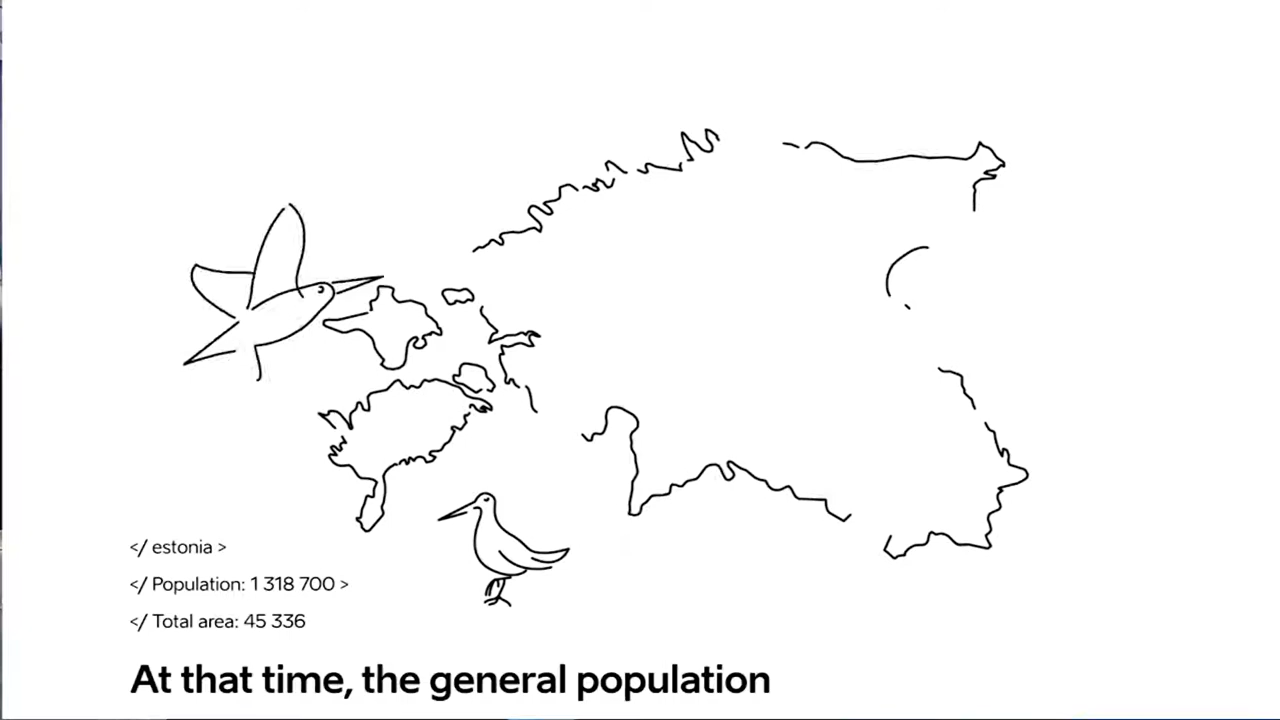 </ estonia >
</ Population: 1 318 700 >
</ Total area: 45 336
At that time, the general population